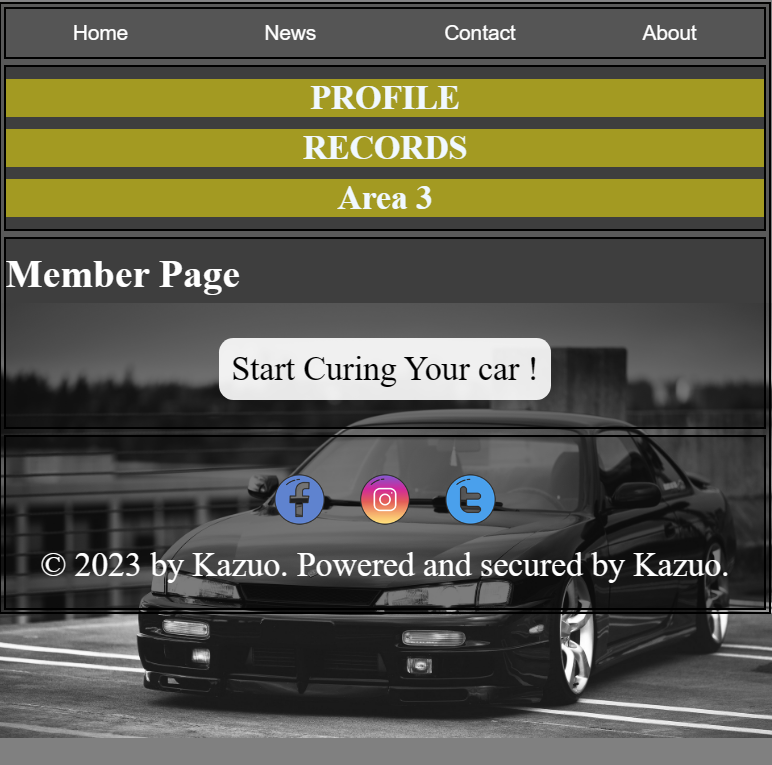 Home News Contact About
PROFILE
RECORDS
Area 3
Member Page
Start Curing Your car !
© 2023 by Kazuo. Powered and secured by Kazuo.